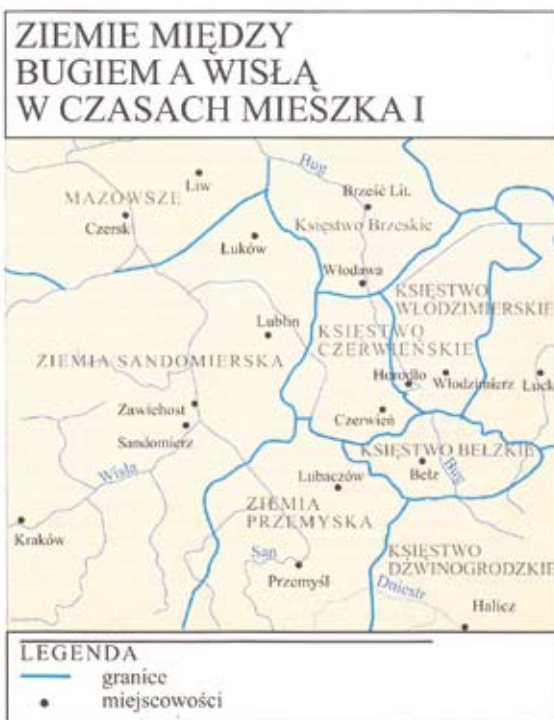 ZIEMIE MIĘDZY
BUGIEM A WISŁĄ
W CZASACH MIESZKA I
Bug
Liw
MAZOWSZE
Brześć Lit.
Czersk
Księstwo Brzeskie
Łuków
Włodawa
KSIĘSTWO
WŁODZIMIERSKIE
Lublin
KSIĘSTWO
CZERWIEŃSKIE
ZIEMIA SANDOMIERSKA
Horodło
Włodzimierz
Łuck
Zawichost
Czerwień
Sandomierz
KSIĘSTWO BEŁZKIE
Wisła
Lubaczów
Bełz
Bug
ZIEMIA
PRZEMYSKA
Kraków
San
KSIĘSTWO
DŹWINOGRODZKIE
Przemyśl
Dniestr
Halicz
LEGENDA
granice
miejscowości